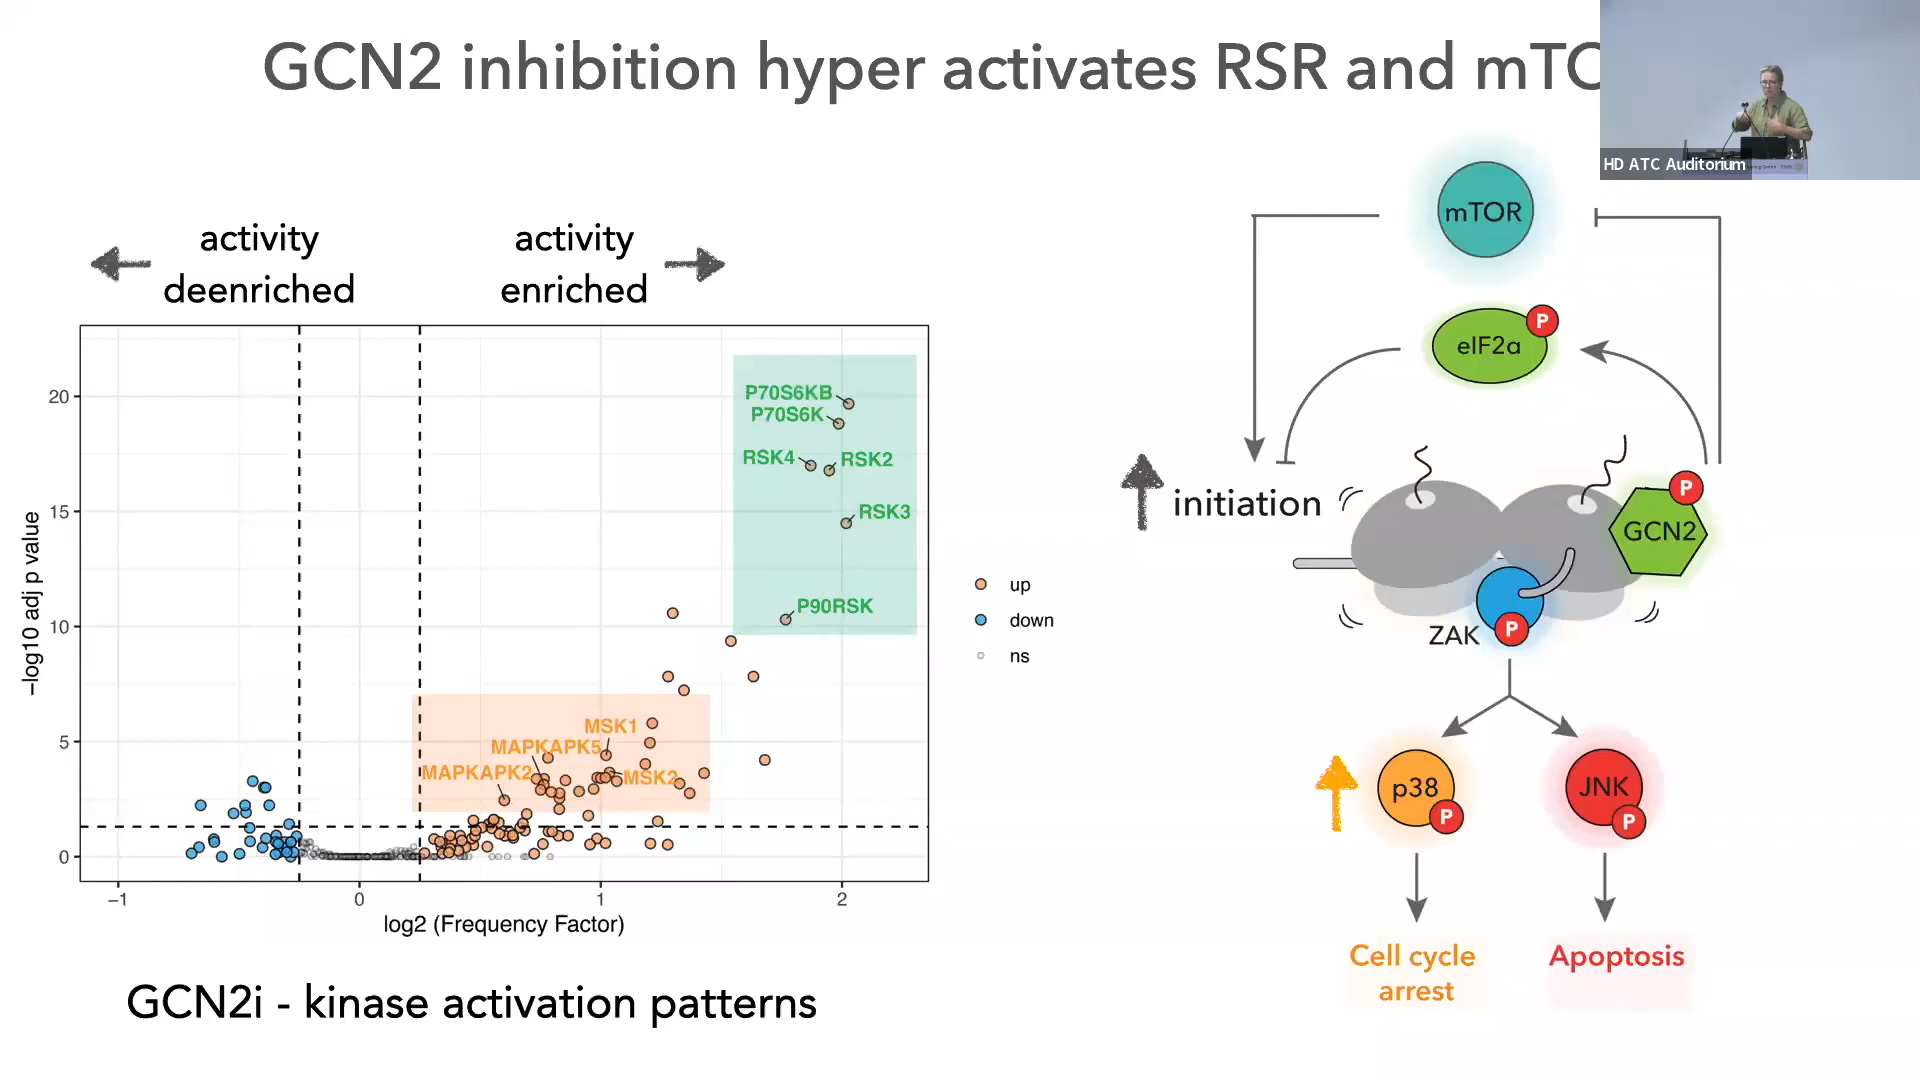 GCN2 inhibition hyper activates RSR and mTO
HD ATC Auditorium
activity
deenriched
activity
enriched
20
15
10
5
0
−log10 adj p value
P70S6KB
P70S6K
RSK4
RSK2
RSK3
P90RSK
MSK1
MAPKAPK5
MAPKAPK2
MSK2
−1
0
1
2
log2 (Frequency Factor)
up
down
ns
GCN2i - kinase activation patterns
mTOR
eIF2α
P
initiation
GCN2
P
ZAK
P
p38
P
JNK
P
Cell cycle
arrest
Apoptosis